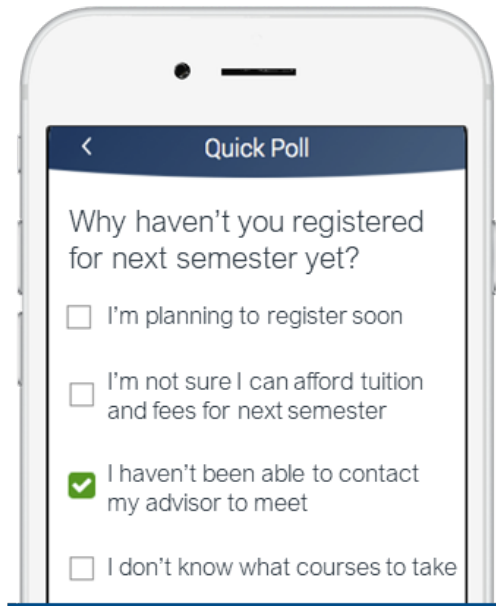 Quick Poll
Why haven't you registered
for next semester yet?
I'm planning to register soon
I'm not sure I can afford tuition
and fees for next semester
I haven't been able to contact
my advisor to meet
I don't know what courses to take